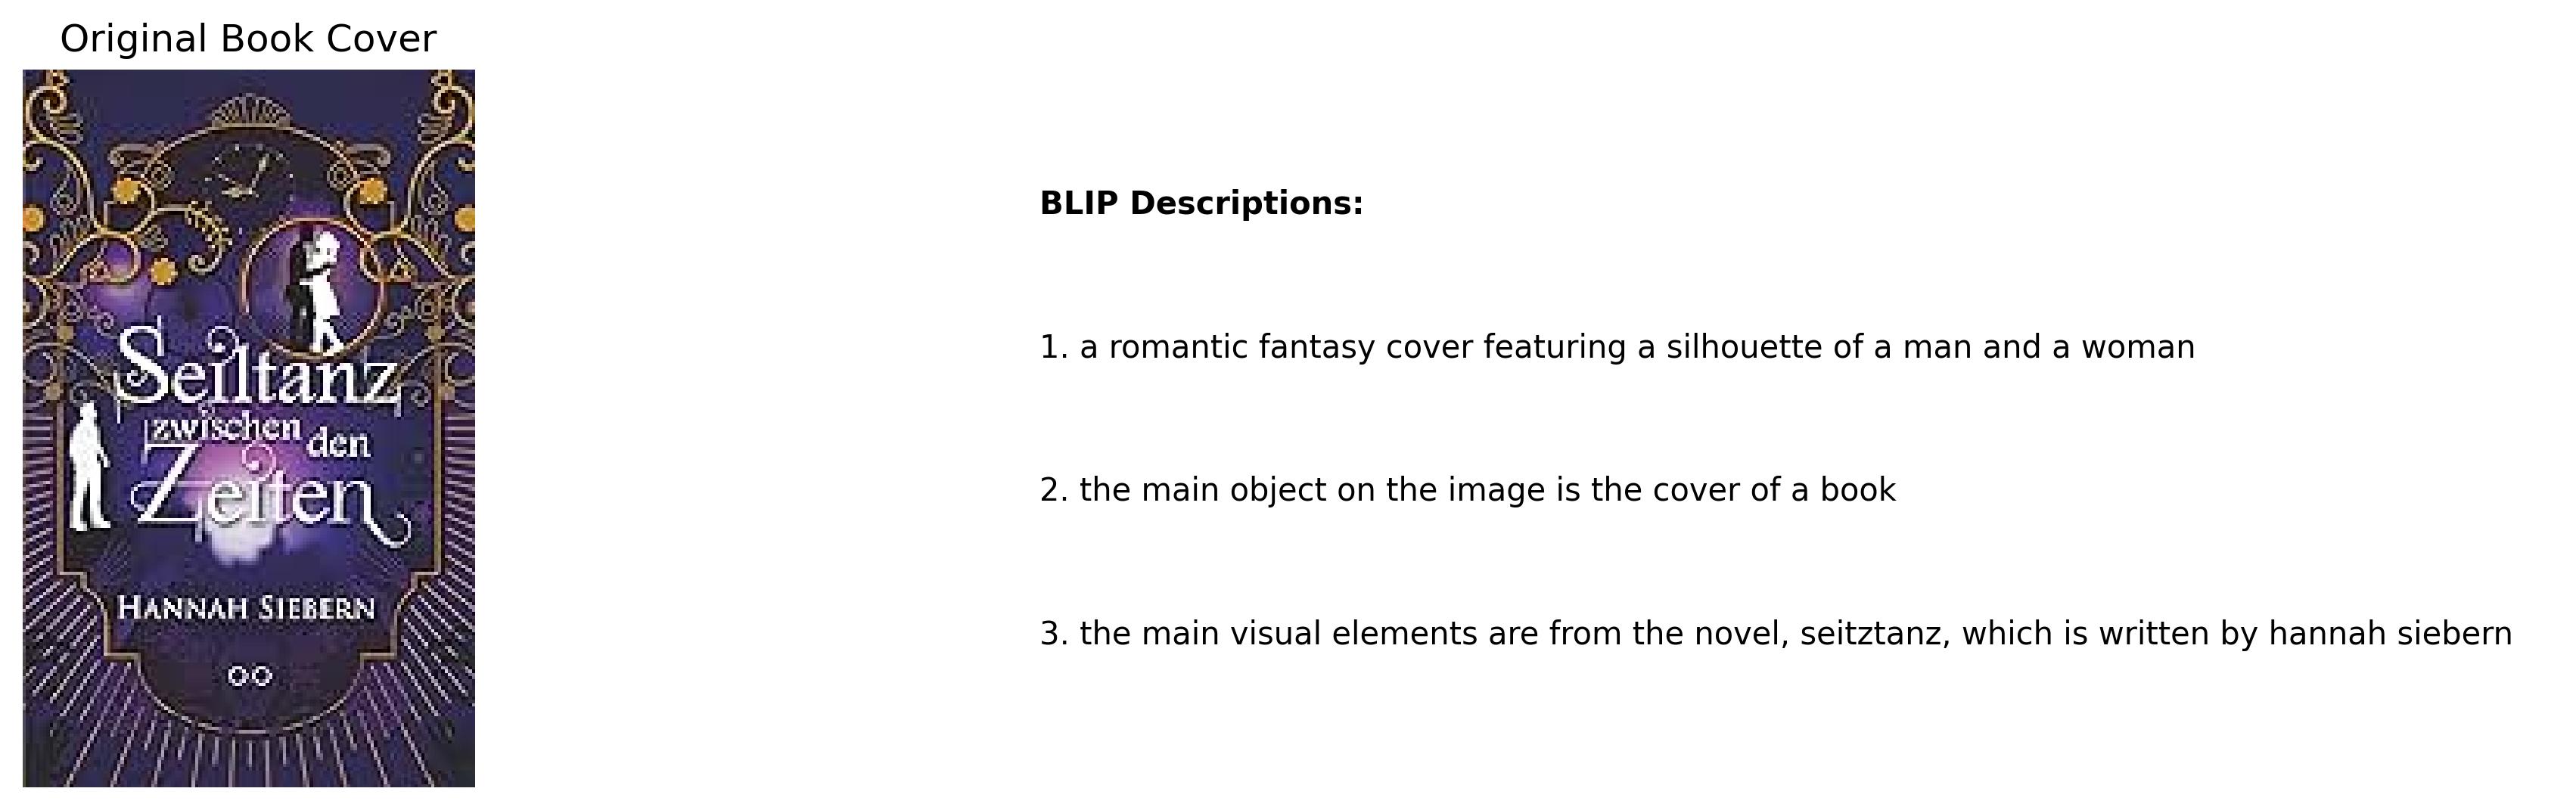 Original Book Cover
Seiltanz
zwischen den
Zeiten
HANNAH SIEBERN
BLIP Descriptions:
1. a romantic fantasy cover featuring a silhouette of a man and a woman
2. the main object on the image is the cover of a book
3. the main visual elements are from the novel, seitztanz, which is written by hannah siebern